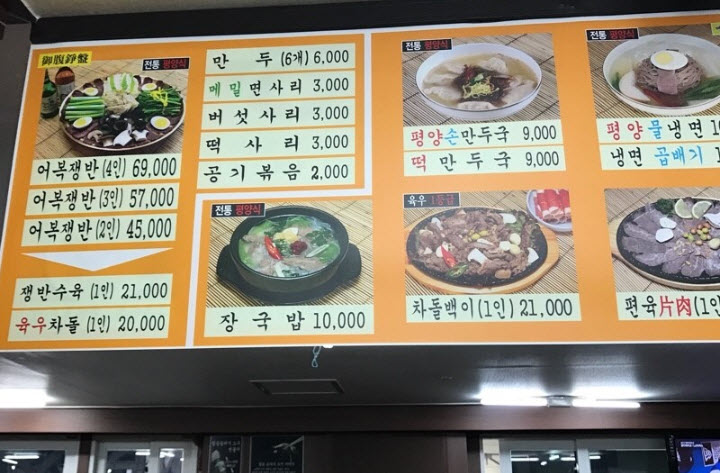 御腹錚盤
전통 평양식
어복쟁반 (4인) 69,000
어복쟁반 (3인) 57,000
어복쟁반 (2인) 45,000
쟁반수육 (1인) 21,000
육우차돌 (1인) 20,000
만두 (6개) 6,000
메밀면사리 3,000
버섯사리 3,000
떡사리 3,000
공기볶음 2,000
전통 평양식
장국밥 10,000
전통 평양식
평양손만두국 9,000
떡만두국 9,000
육우 1등급
차돌백이 (1인) 21,000
전통 평양식
평양물냉면
냉면 곱배기
편육片肉 (1인